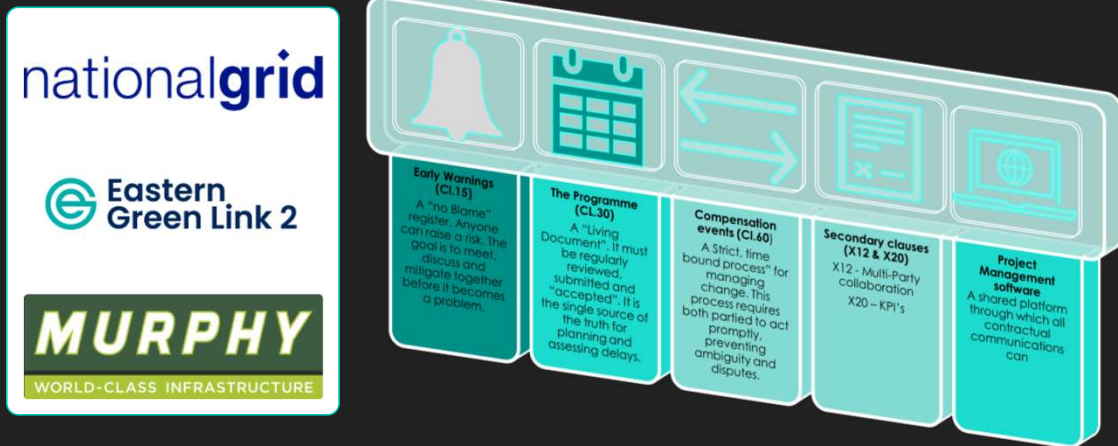 nationalgrid
Eastern
Green Link 2
MURPHY
WORLD-CLASS INFRASTRUCTURE
Early Warnings
(Cl.15)
A “no Blame”
register. Anyone
can raise a risk. The
goal is to meet,
discuss and
mitigate together
before it becomes
a problem.
The Programme
(CL.30)
A “Living
Document”. It must
be regularly
reviewed,
submitted and
“accepted”. It is
the single source of
the truth for
planning and
assessing delays.
Compensation
events (Cl.60)
A Strict, time
bound process” for
managing
change. This
process requires
both partied to act
promptly,
preventing
ambiguity and
disputes.
Secondary clauses
(X12 & X20)
X12 - Multi-Party
collaboration
X20 – KPI’s
Project
Management
software
A shared platform
through which all
contractual
communications
can